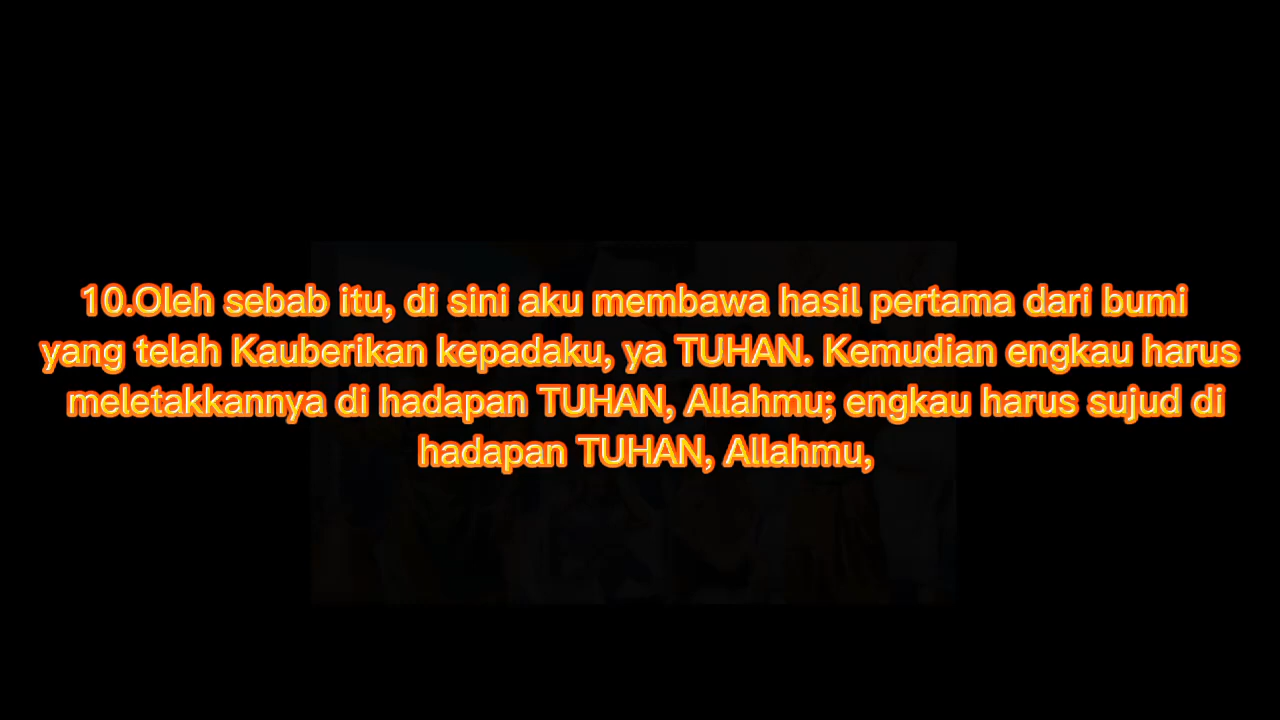 10.Oleh sebab itu, di sini aku membawa hasil pertama dari bumi
yang telah Kauberikan kepadaku, ya TUHAN. Kemudian engkau harus
meletakkannya di hadapan TUHAN, Allahmu; engkau harus sujud di
hadapan TUHAN, Allahmu,